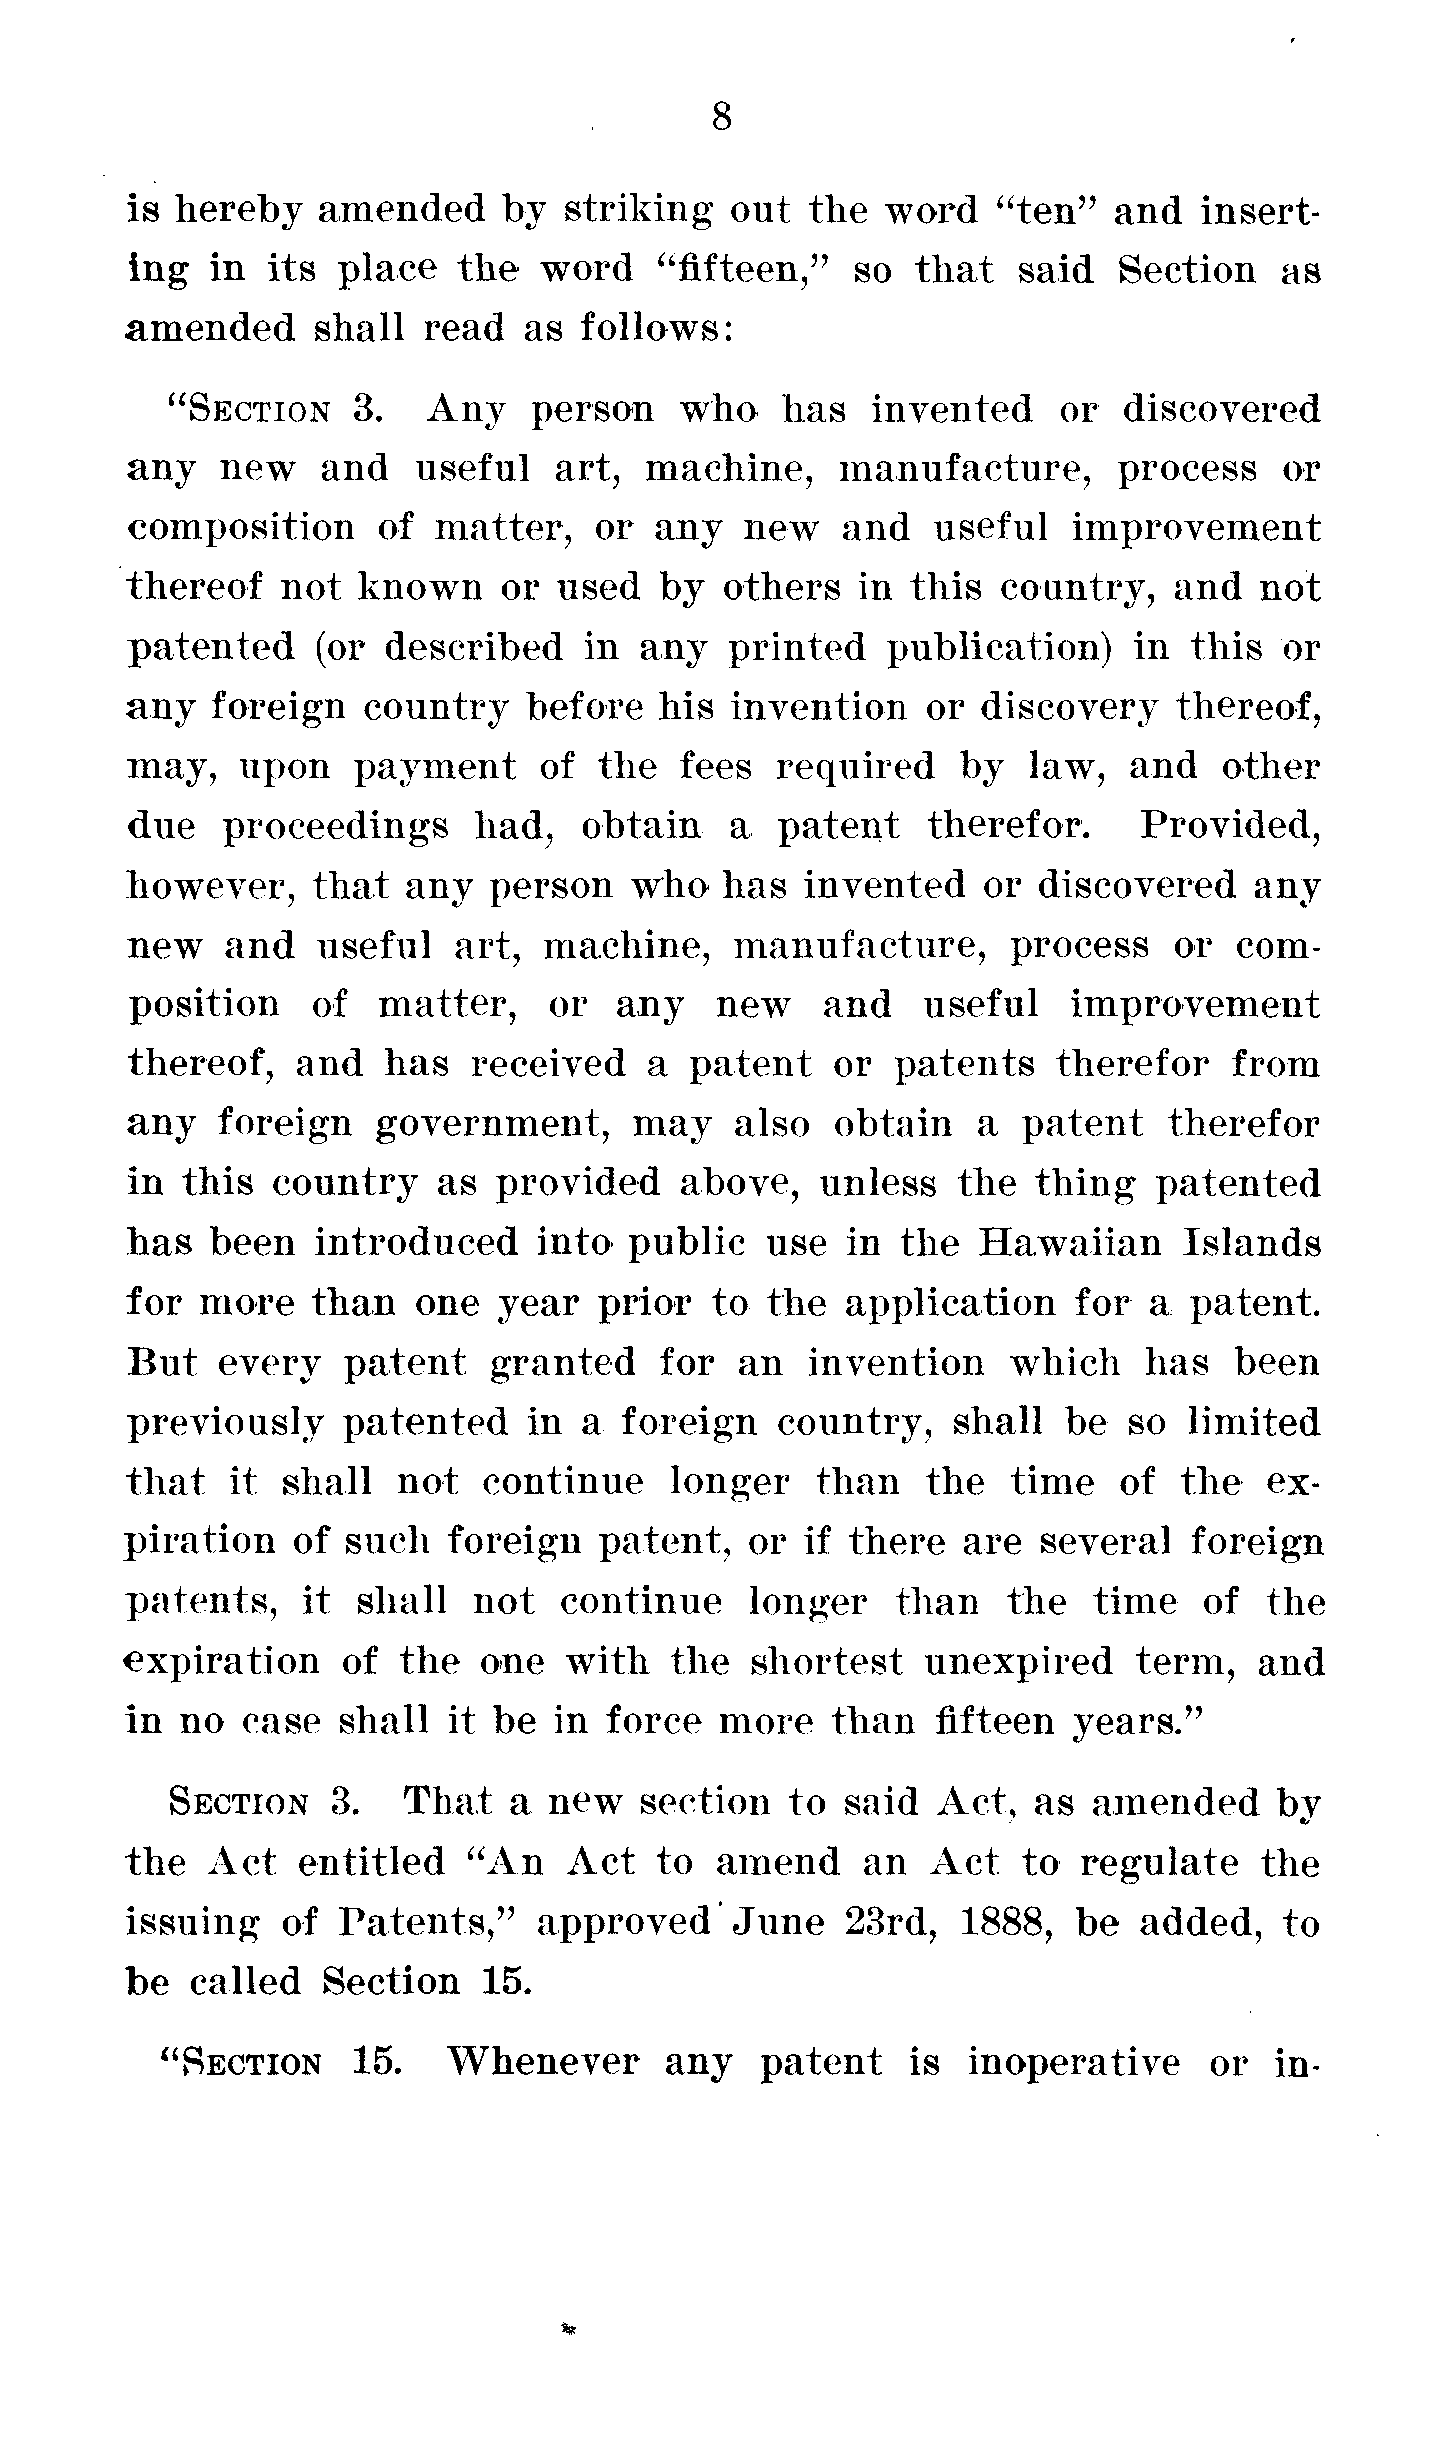 8
is hereby amended by striking out the word “ten” and insert-
ing in its place the word “fifteen,” so that said Section as
amended shall read as follows:
“SECTION 3. Any person who has invented or discovered
any new and useful art, machine, manufacture, process or
composition of matter, or any new and useful improvement
thereof not known or used by others in this country, and not
patented (or described in any printed publication) in this or
any foreign country before his invention or discovery thereof,
may, upon payment of the fees required by law, and other
due proceedings had, obtain a patent therefor. Provided,
however, that any person who has invented or discovered any
new and useful art, machine, manufacture, process or com-
position of matter, or any new and useful improvement
thereof, and has received a patent or patents therefor from
any foreign government, may also obtain a patent therefor
in this country as provided above, unless the thing patented
has been introduced into public use in the Hawaiian Islands
for more than one year prior to the application for a patent.
But every patent granted for an invention which has been
previously patented in a foreign country, shall be so limited
that it shall not continue longer than the time of the ex-
piration of such foreign patent, or if there are several foreign
patents, it shall not continue longer than the time of the
expiration of the one with the shortest unexpired term, and
in no case shall it be in force more than fifteen years.”
SECTION 3. That a new section to said Act, as amended by
the Act entitled “An Act to amend an Act to regulate the
issuing of Patents,” approved June 23rd, 1888, be added, to
be called Section 15.
“SECTION 15. Whenever any patent is inoperative or in-